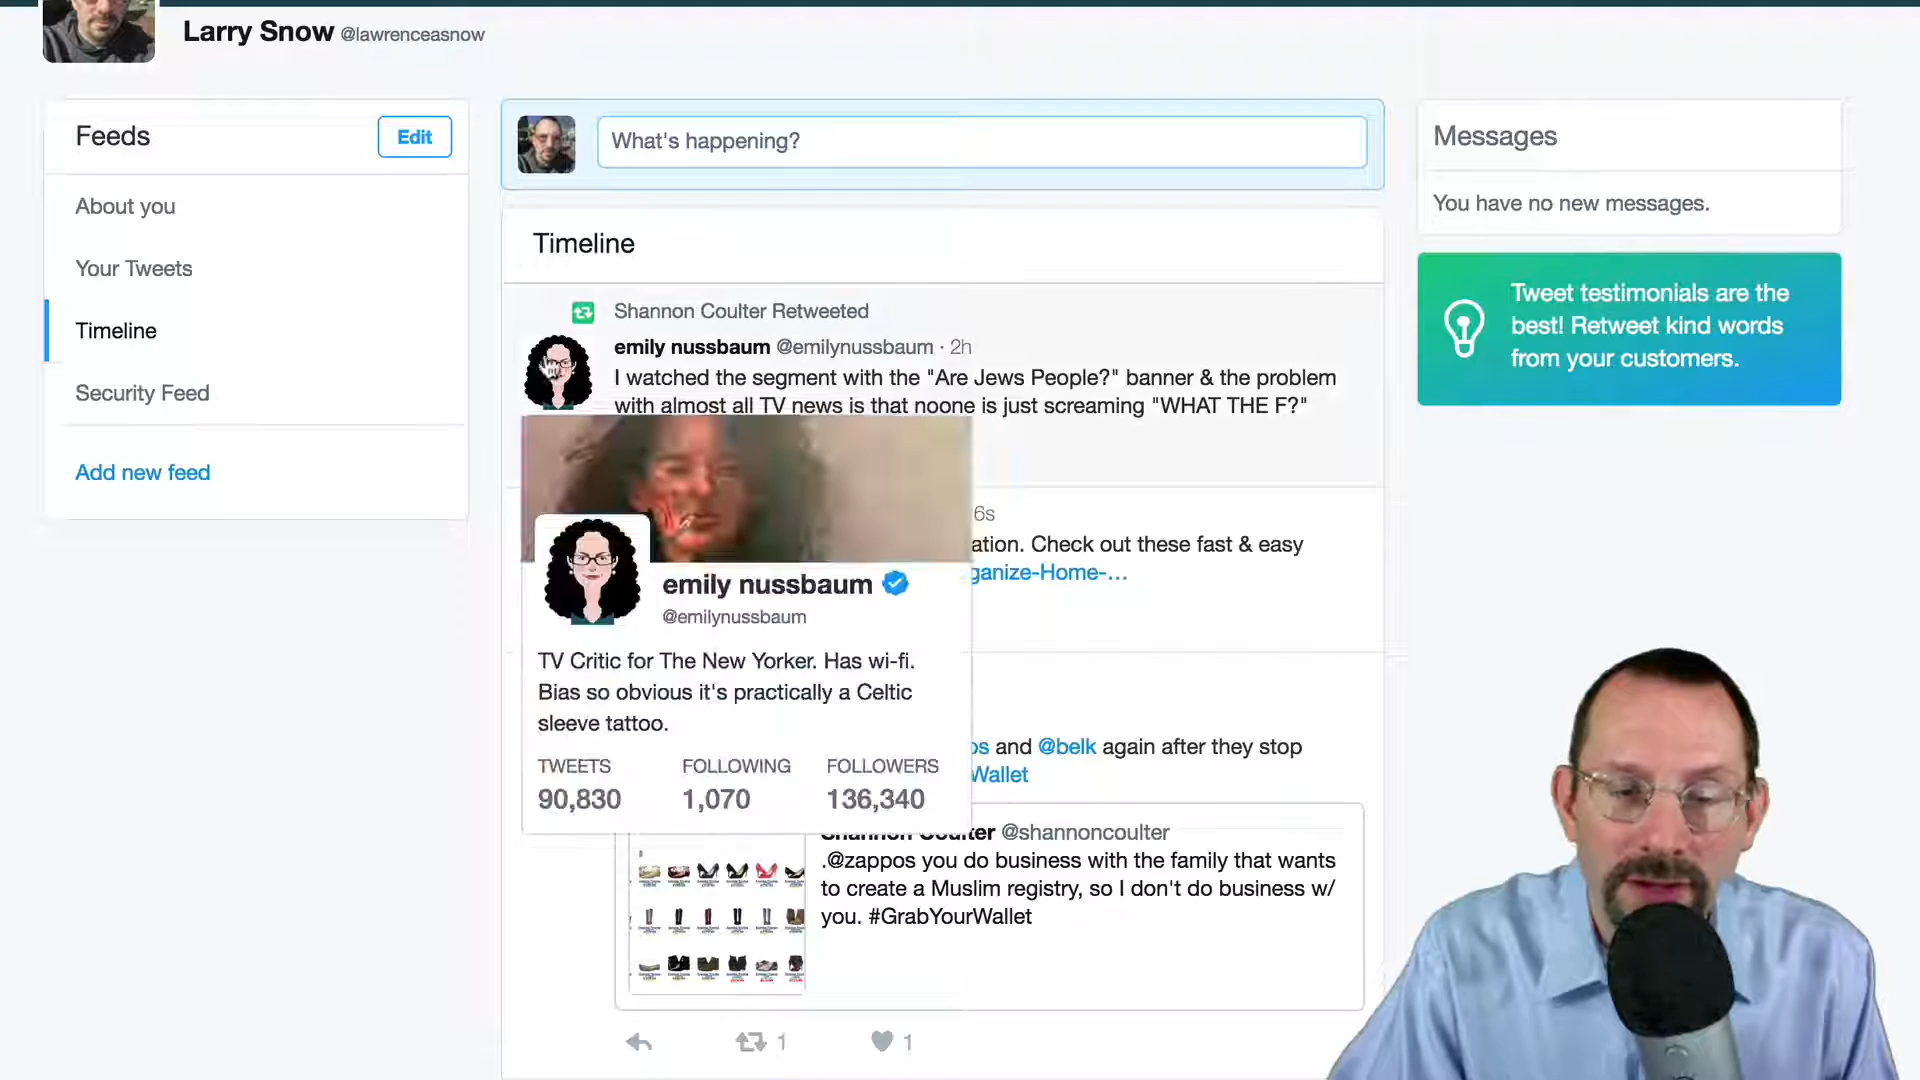 Larry Snow @lawrenceasnow
Feeds
Edit
About you
Your Tweets
Timeline
Security Feed
Add new feed
What's happening?
Timeline
Shannon Coulter Retweeted
emily nussbaum @emilynussbaum · 2h
I watched the segment with the "Are Jews People?" banner & the problem
with almost all TV news is that noone is just screaming "WHAT THE F?"
6s
ation. Check out these fast & easy
ganize-Home-...
emily nussbaum
@emilynussbaum
TV Critic for The New Yorker. Has wi-fi.
Bias so obvious it's practically a Celtic
sleeve tattoo.
TWEETS FOLLOWING FOLLOWERS
90,830 1,070 136,340
os and @belk again after they stop
Wallet
Shannon Coulter @shannoncoulter
.@zappos you do business with the family that wants
to create a Muslim registry, so I don't do business w/
you. #GrabYourWallet
1 1
Messages
You have no new messages.
Tweet testimonials are the
best! Retweet kind words
from your customers.